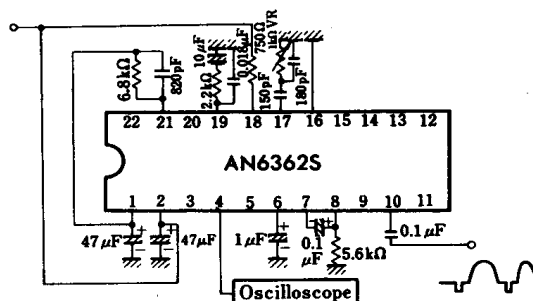 6.8kΩ
820pF
10μF
2.2kΩ
0.018μF
750Ω
1kΩ VR
150pF
180pF
22 21 20 19 18 17 16 15 14 13 12
AN6362S
1 2 3 4 5 6 7 8 9 10 11
+ + + - +
- - -
47μF 47μF 1μF 0.1 μF 5.6kΩ 0.1μF
Oscilloscope